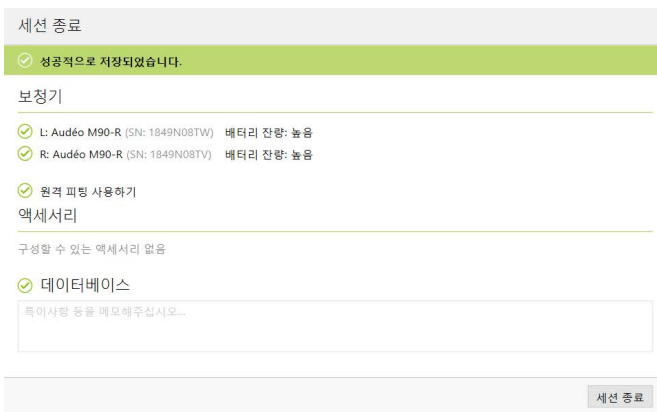 세션 종료
성공적으로 저장되었습니다.
보청기
L: Audéo M90-R (SN: 1849N08TW) 배터리 잔량: 높음
R: Audéo M90-R (SN: 1849N08TV) 배터리 잔량: 높음
원격 피팅 사용하기
액세서리
구성할 수 있는 액세서리 없음
데이터베이스
특이사항 등을 메모해주십시오...
세션 종료